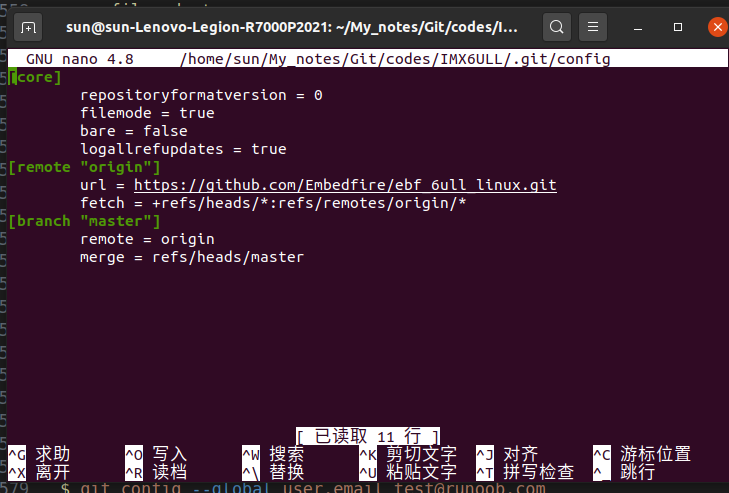 sun@sun-Lenovo-Legion-R7000P2021: ~/My_notes/Git/codes/I...
GNU nano 4.8 /home/sun/My_notes/Git/codes/IMX6ULL/.git/config
[core]
repositoryformatversion = 0
filemode = true
bare = false
logallrefupdates = true
[remote "origin"]
url = https://github.com/Embedfire/ebf_6ull_linux.git
fetch = +refs/heads/*:refs/remotes/origin/*
[branch "master"]
remote = origin
merge = refs/heads/master
[ 已读取 11 行 ]
^G 求助 ^O 写入 ^W 搜索 ^K 剪切文字 ^J 对齐 ^C 游标位置
^X 离开 ^R 读档 ^\ 替换 ^U 粘贴文字 ^T 拼写检查 ^_ 跳行
579 $ git config --global user.email test@runoob.com